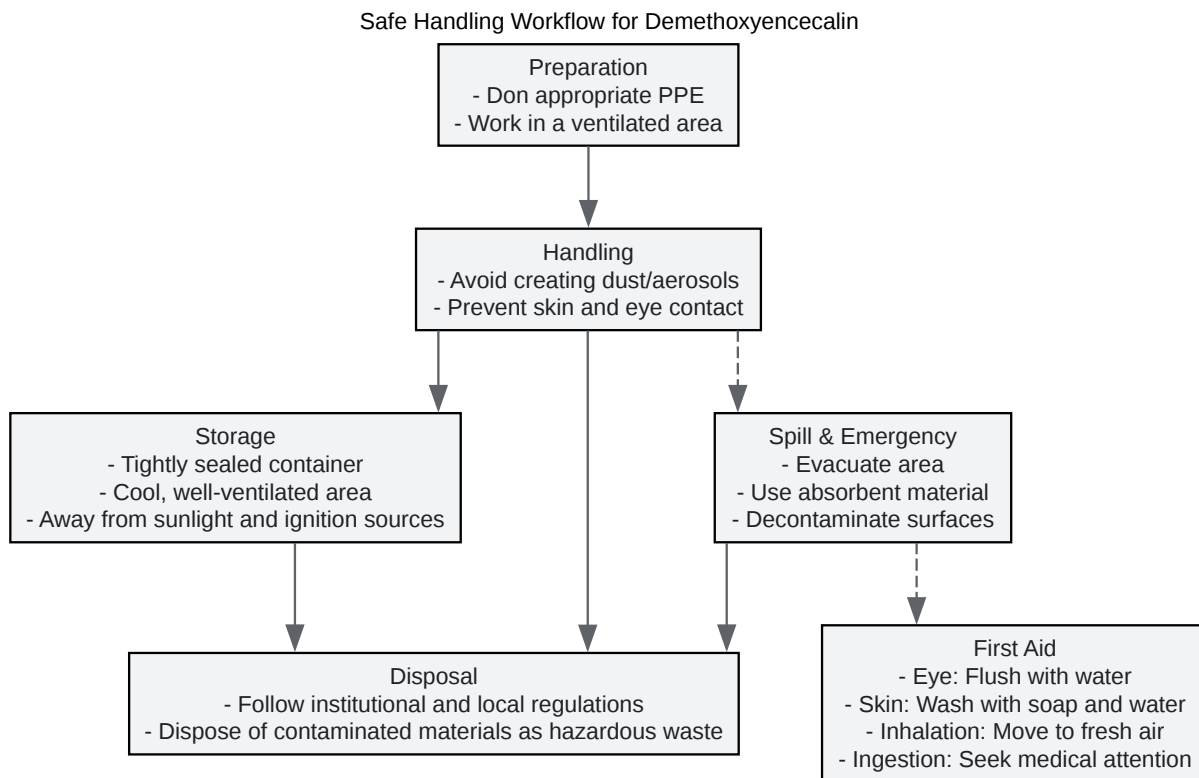 Safe Handling Workflow for Demethoxyencecalin
Preparation
- Don appropriate PPE
- Work in a ventilated area
Handling
- Avoid creating dust/aerosols
- Prevent skin and eye contact
Storage
- Tightly sealed container
- Cool, well-ventilated area
- Away from sunlight and ignition sources
Spill & Emergency
- Evacuate area
- Use absorbent material
- Decontaminate surfaces
Disposal
- Follow institutional and local regulations
- Dispose of contaminated materials as hazardous waste
First Aid
- Eye: Flush with water
- Skin: Wash with soap and water
- Inhalation: Move to fresh air
- Ingestion: Seek medical attention